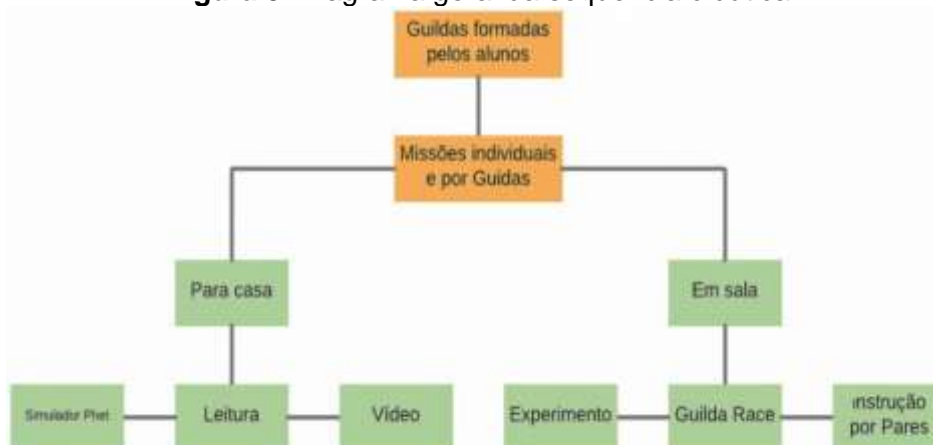 Guildas formadas
pelos alunos
Missões individuais
e por Guidas
Para casa
Em sala
Simulador Phet
Leitura
Vídeo
Experimento
Guilda Race
instrução
por Pares